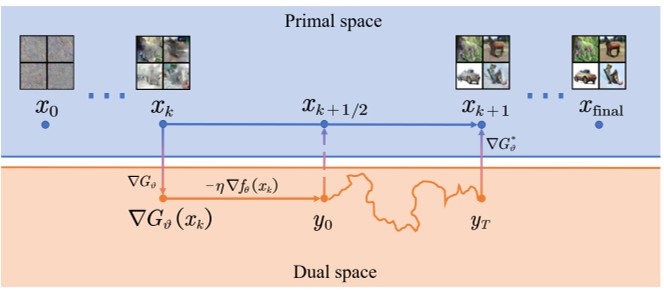 Primal space
x_0 ··· x_k x_{k+1/2} x_{k+1} ··· x_final
∇G_ϑ ∇G*_ϑ
−η∇f_θ(x_k)
∇G_ϑ(x_k) y_0 y_T
Dual space